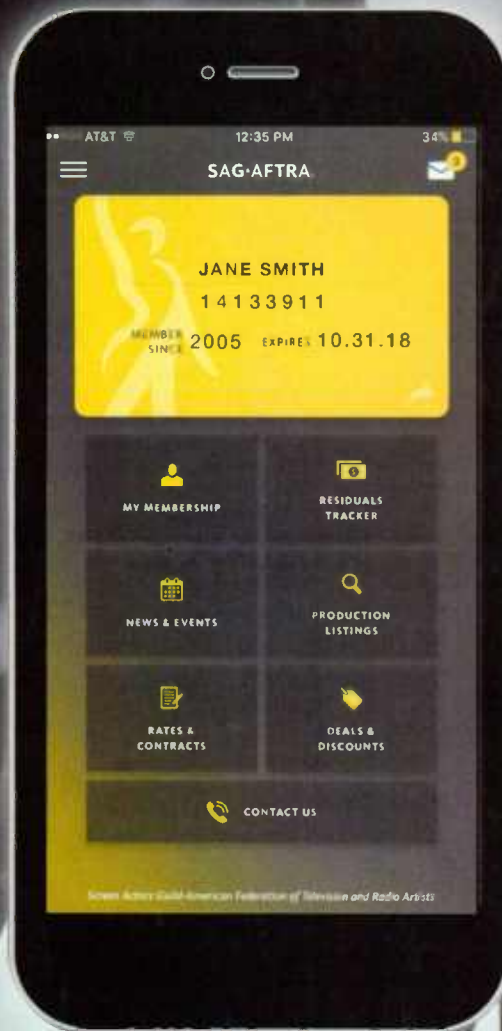 AT&T 12:35 PM 34%
SAG·AFTRA 3
JANE SMITH
14133911
MEMBER SINCE 2005 EXPIRES 10.31.18
MY MEMBERSHIP
RESIDUALS
TRACKER
NEWS & EVENTS
PRODUCTION
LISTINGS
RATES &
CONTRACTS
DEALS &
DISCOUNTS
CONTACT US
Screen Actors Guild-American Federation of Television and Radio Artists